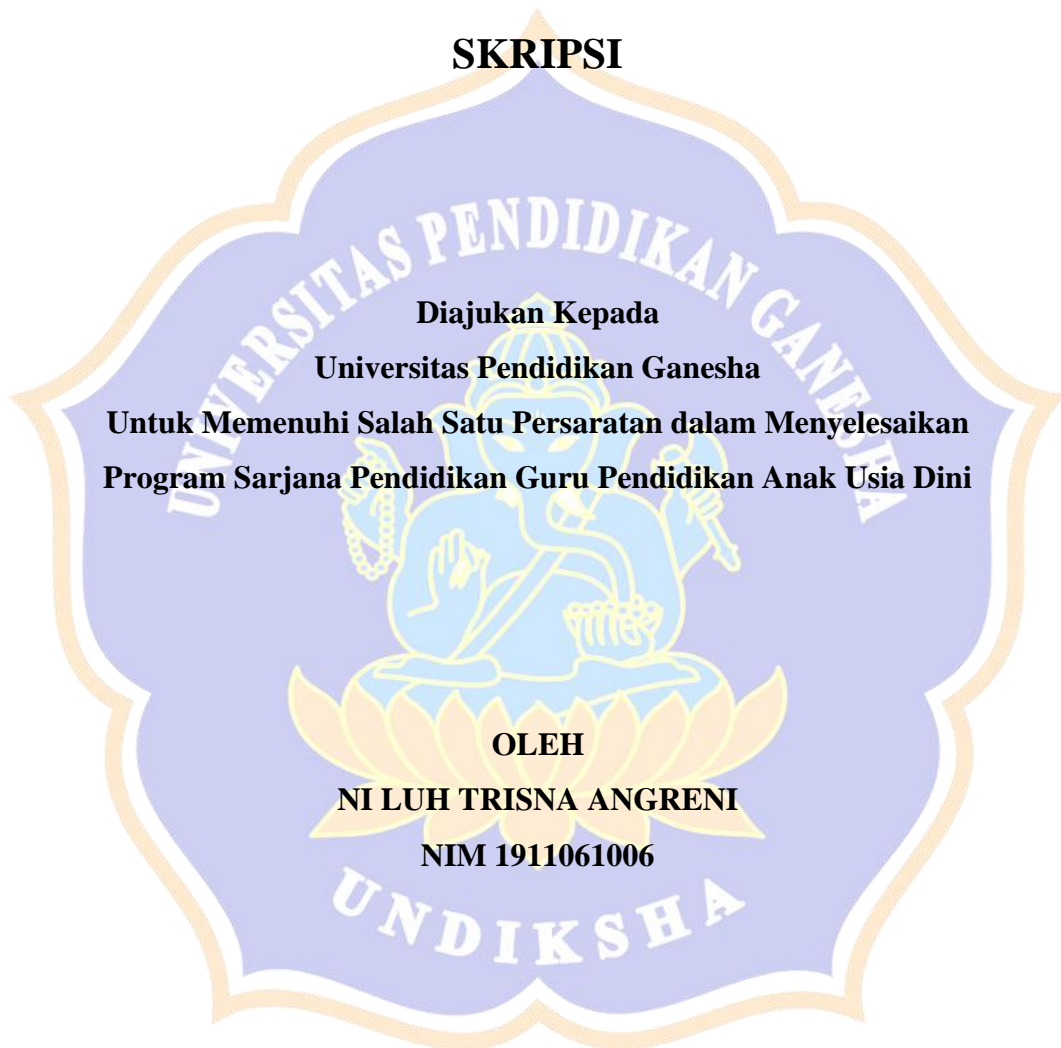 SKRIPSI
UNIVERSITAS PENDIDIKAN GANESHA
Diajukan Kepada
Universitas Pendidikan Ganesha
Untuk Memenuhi Salah Satu Persaratan dalam Menyelesaikan
Program Sarjana Pendidikan Guru Pendidikan Anak Usia Dini
OLEH
NI LUH TRISNA ANGRENI
NIM 1911061006
UNDIKSHA